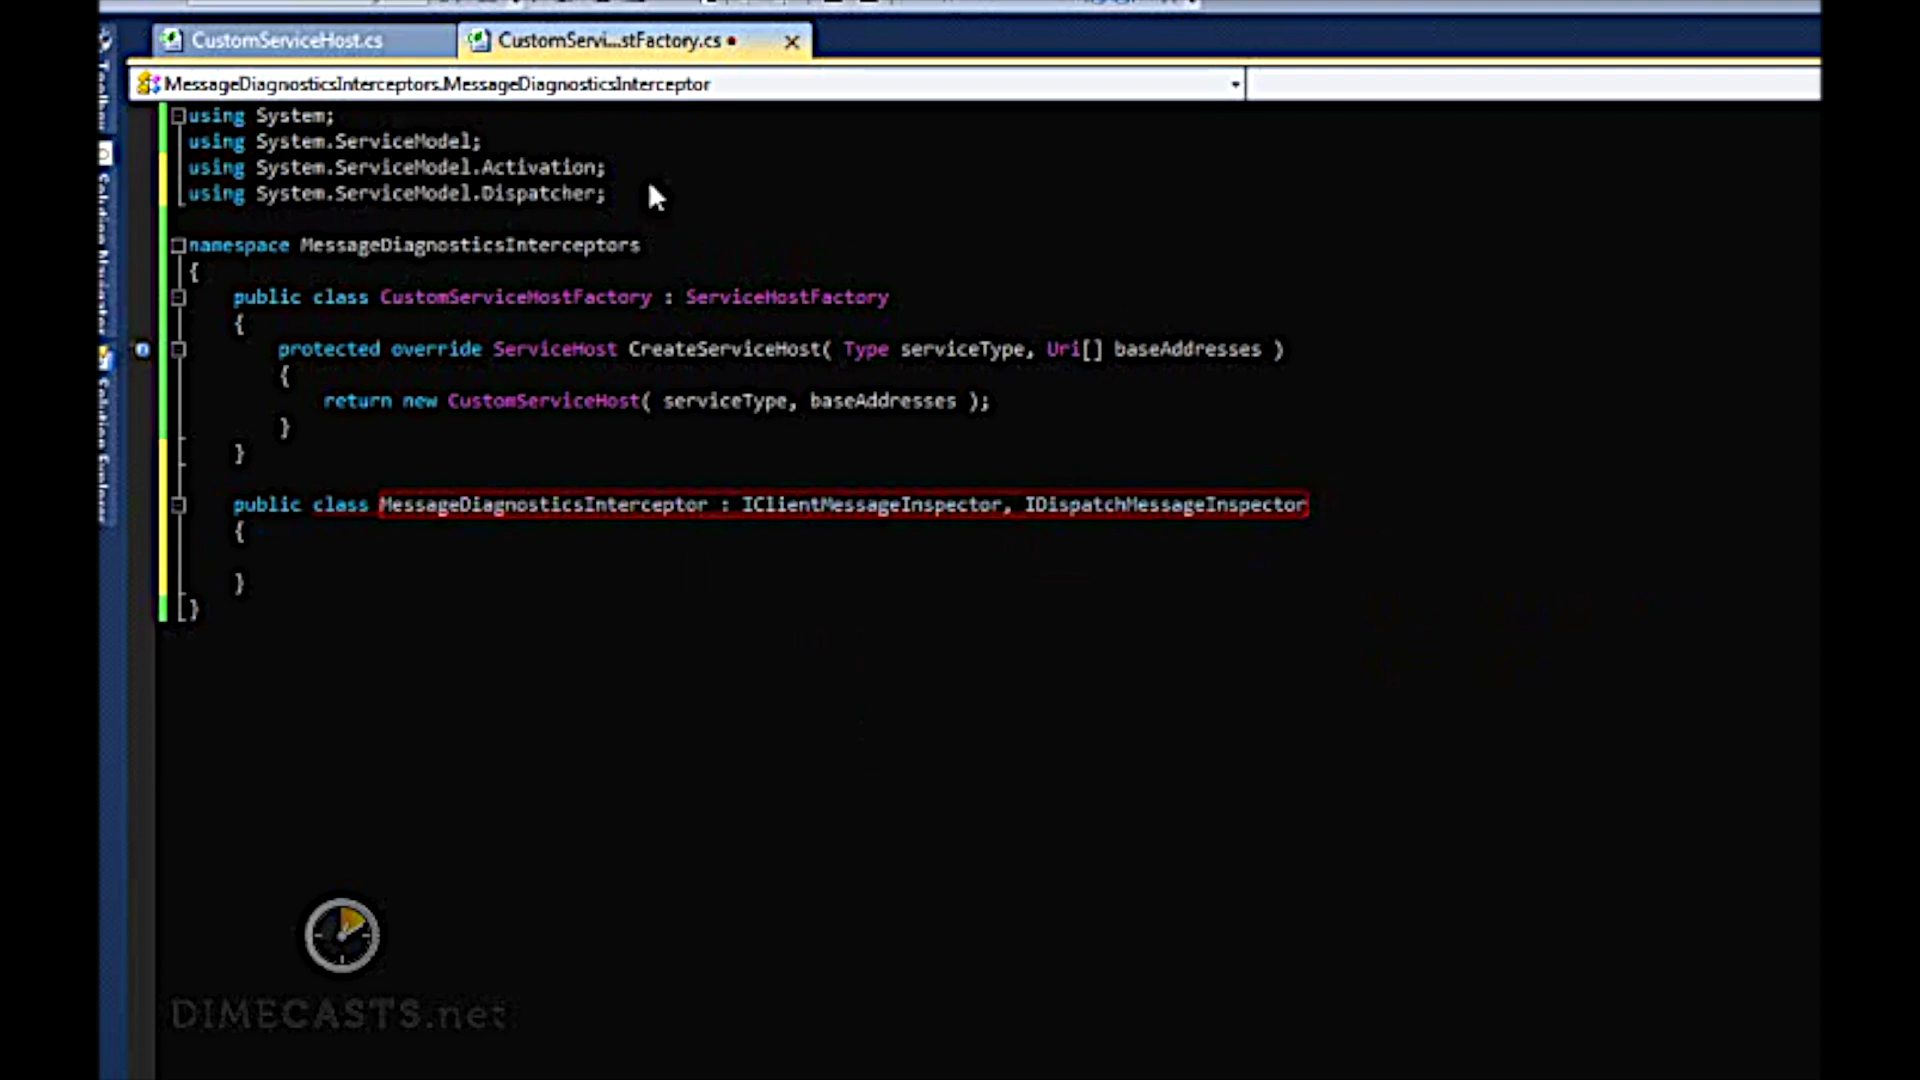 CustomServiceHost.cs
CustomServi...stFactory.cs
MessageDiagnosticsInterceptors.MessageDiagnosticsInterceptor
using System;
using System.ServiceModel;
using System.ServiceModel.Activation;
using System.ServiceModel.Dispatcher;
namespace MessageDiagnosticsInterceptors
{
public class CustomServiceHostFactory : ServiceHostFactory
{
protected override ServiceHost CreateServiceHost( Type serviceType, Uri[] baseAddresses )
{
return new CustomServiceHost( serviceType, baseAddresses );
}
}
public class MessageDiagnosticsInterceptor : IClientMessageInspector, IDispatchMessageInspector
{
}
}
Solution Explorer
DIMECASTS.net